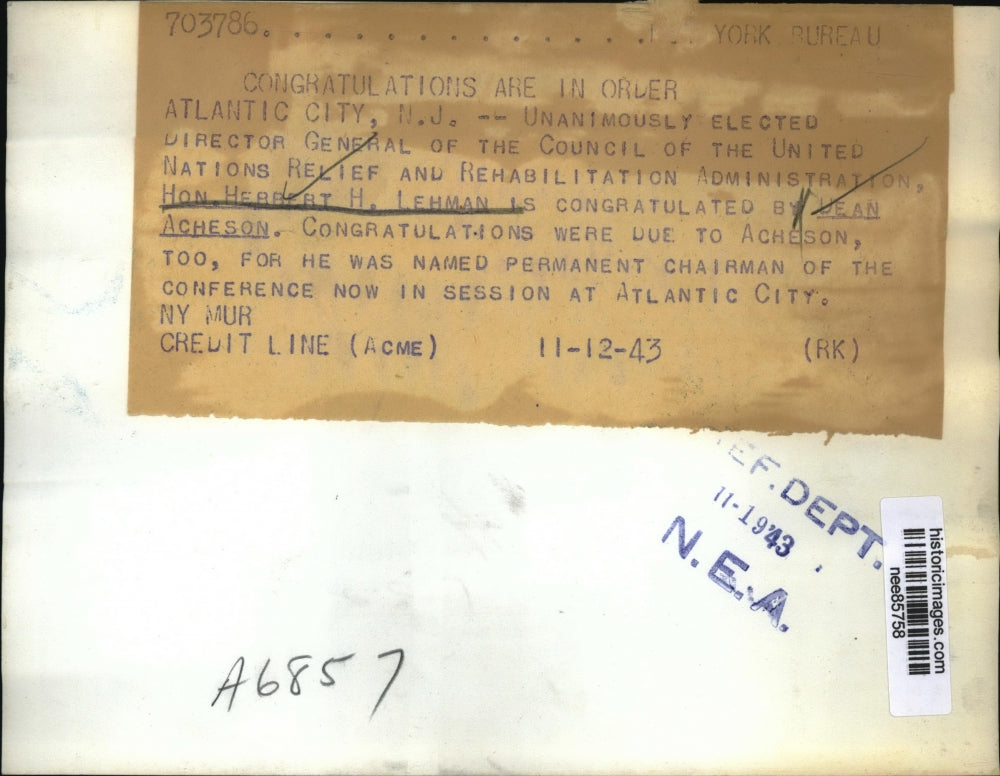 703786. . . . . . . . . . . . . . YORK BUREAU
CONGRATULATIONS ARE IN ORDER
ATLANTIC CITY, N.J. -- UNANIMOUSLY ELECTED
DIRECTOR GENERAL OF THE COUNCIL OF THE UNITED
NATIONS RELIEF AND REHABILITATION ADMINISTRATION,
HON HERBERT H. LEHMAN IS CONGRATULATED BY DEAN
ACHESON. CONGRATULATIONS WERE DUE TO ACHESON,
TOO, FOR HE WAS NAMED PERMANENT CHAIRMAN OF THE
CONFERENCE NOW IN SESSION AT ATLANTIC CITY.
NY MUR
CREDIT LINE (ACME) 11-12-43 (RK)
EF. DEPT.
11-1943
N.E.A.
historicimages.com
nee85758
A6857